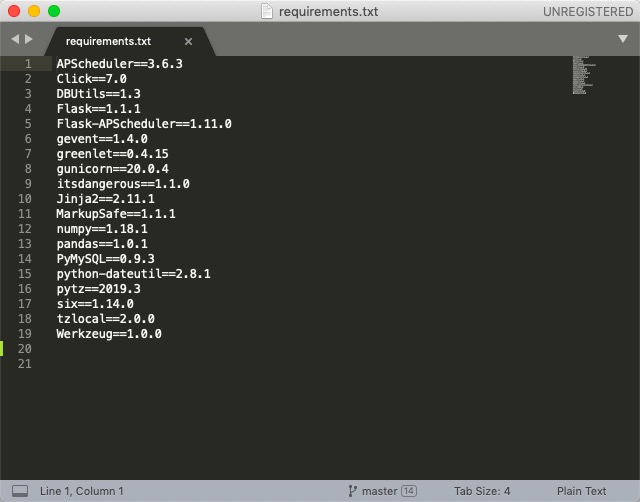 requirements.txt
UNREGISTERED
requirements.txt
1 APScheduler==3.6.3
2 Click==7.0
3 DBUtils==1.3
4 Flask==1.1.1
5 Flask-APScheduler==1.11.0
6 gevent==1.4.0
7 greenlet==0.4.15
8 gunicorn==20.0.4
9 itsdangerous==1.1.0
10 Jinja2==2.11.1
11 MarkupSafe==1.1.1
12 numpy==1.18.1
13 pandas==1.0.1
14 PyMySQL==0.9.3
15 python-dateutil==2.8.1
16 pytz==2019.3
17 six==1.14.0
18 tzlocal==2.0.0
19 Werkzeug==1.0.0
20
21
Line 1, Column 1
master 14
Tab Size: 4
Plain Text